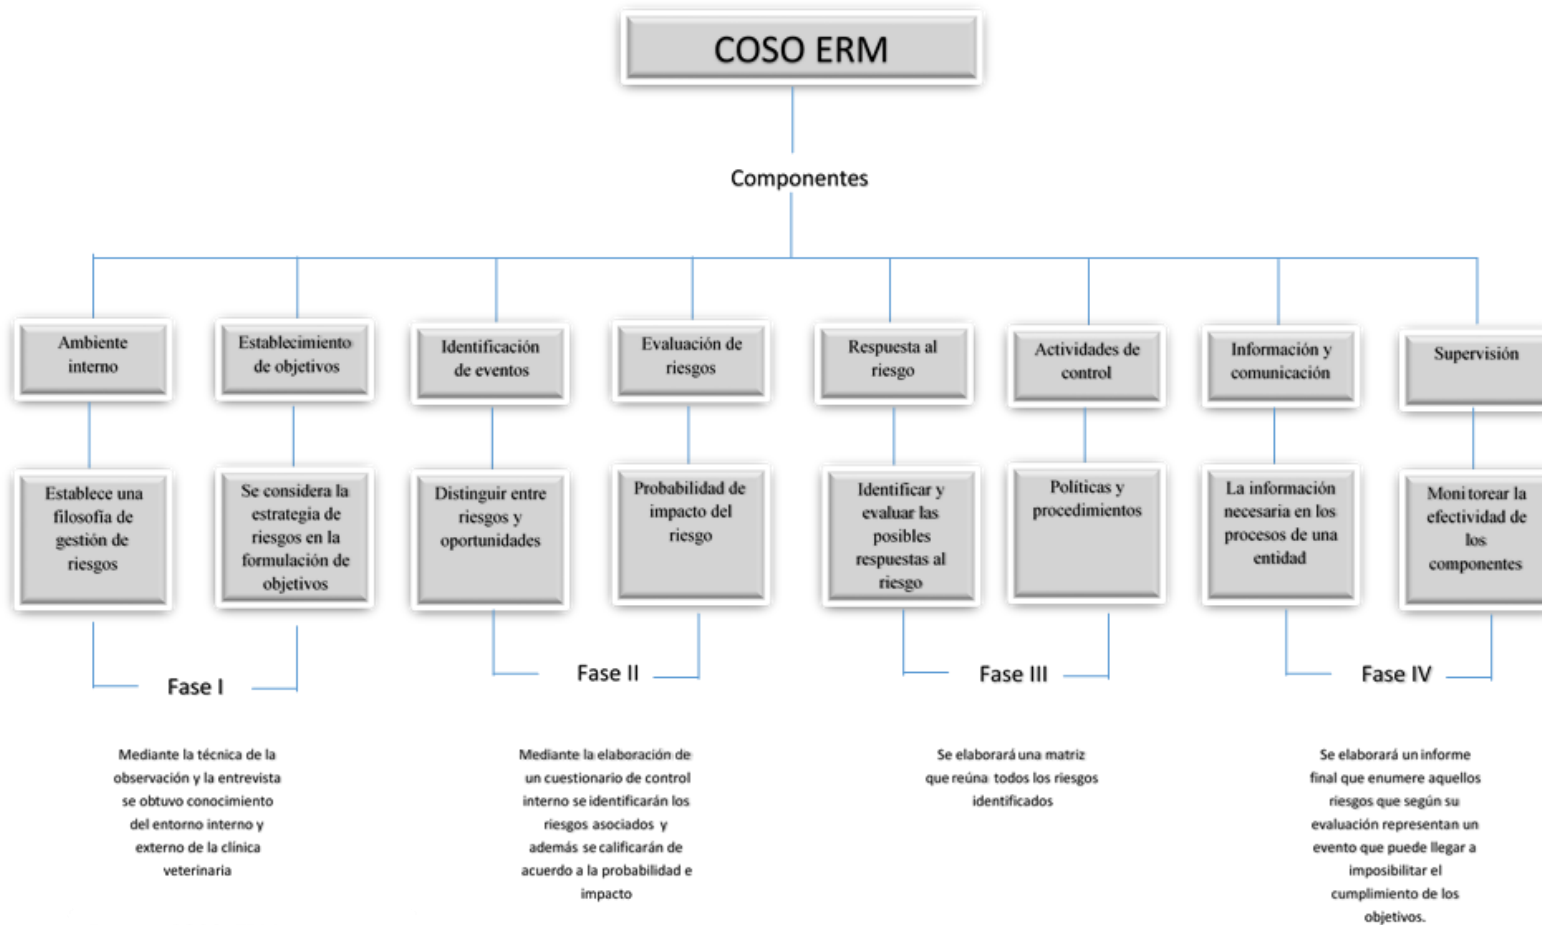 COSO ERM
Componentes
Ambiente
interno
Establecimiento
de objetivos
Identificación
de eventos
Evaluación de
riesgos
Respuesta al
riesgo
Actividades de
control
Información y
comunicación
Supervisión
Establece una
filosofía de
gestión de
riesgos
Se considera la
estrategia de
riesgos en la
formulación de
objetivos
Distinguir entre
riesgos y
oportunidades
Probabilidad de
impacto del
riesgo
Identificar y
evaluar las
posibles
respuestas al
riesgo
Políticas y
procedimientos
La información
necesaria en los
procesos de una
entidad
Monitorear la
efectividad de
los
componentes
Fase I
Fase II
Fase III
Fase IV
Mediante la técnica de la
observación y la entrevista
se obtuvo conocimiento
del entorno interno y
externo de la clínica
veterinaria
Mediante la elaboración de
un cuestionario de control
interno se identificarán los
riesgos asociados y
además se calificarán de
acuerdo a la probabilidad e
impacto
Se elaborará una matriz
que reúna todos los riesgos
identificados
Se elaborará un informe
final que enumere aquellos
riesgos que según su
evaluación representan un
evento que puede llegar a
imposibilitar el
cumplimiento de los
objetivos.